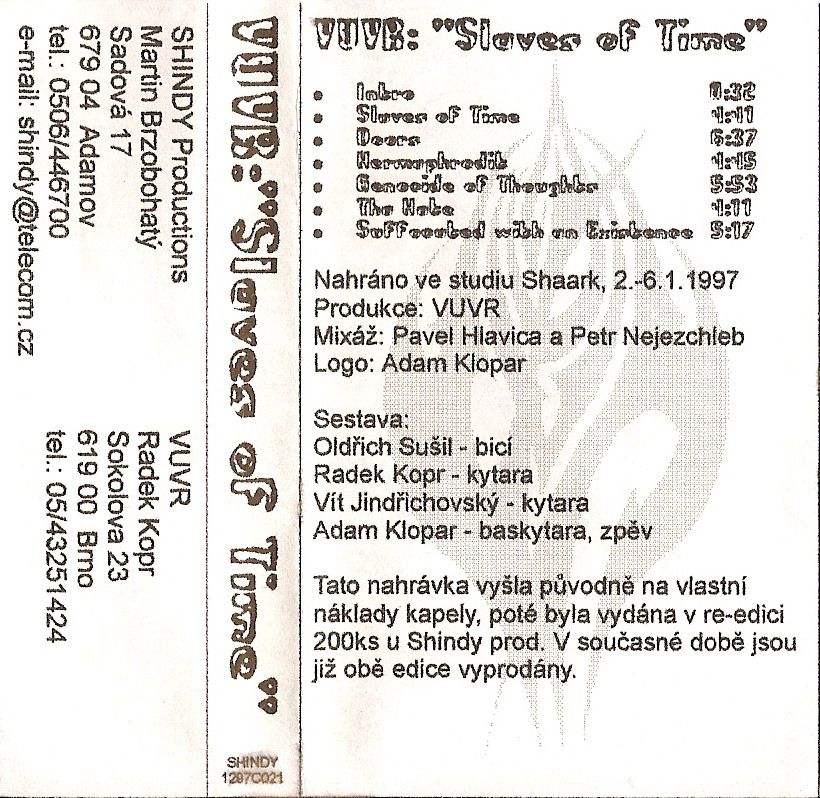 SHINDY Productions
Martin Brzobohatý
Sadová 17
679 04 Adamov
tel.: 0506/446700
e-mail: shindy@telecom.cz
VUVR
Radek Kopr
Sokolova 23
619 00 Brno
tel.: 05/43251424
VUVR: "Slaves of Time"
SHINDY
1297C021
VUVR: "Slaves of Time"
• Intro 0:32
• Slaves of Time 4:11
• Doors 6:37
• Hermaphrodit 4:45
• Genocide of Thoughts 5:53
• The Hate 4:11
• Suffocated with an Existence 5:17
Nahráno ve studiu Shaark, 2.-6.1.1997
Produkce: VUVR
Mixáž: Pavel Hlavica a Petr Nejezchleb
Logo: Adam Klopar
Sestava:
Oldřich Sušil - bicí
Radek Kopr - kytara
Vít Jindřichovský - kytara
Adam Klopar - baskytara, zpěv
Tato nahrávka vyšla původně na vlastní
náklady kapely, poté byla vydána v re-edici
200ks u Shindy prod. V současné době jsou
již obě edice vyprodány.